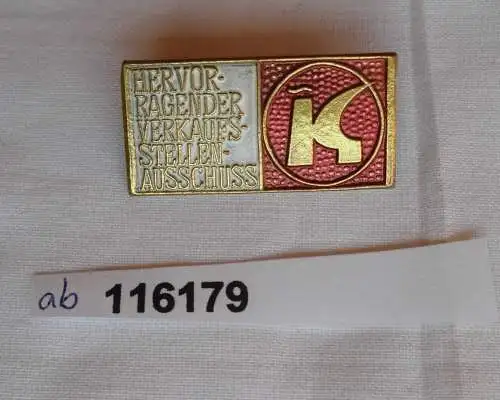 HERVOR-
RAGENDER
VERKAUFS-
STELLEN-
AUSSCHUSS
K
ab 116179